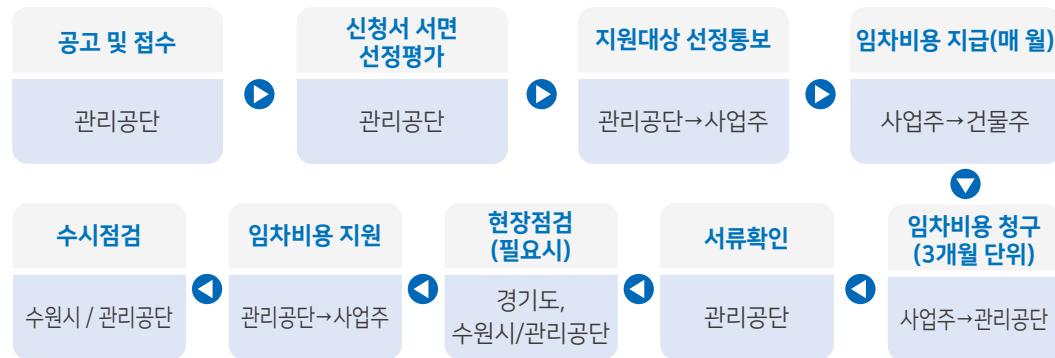 공고 및 접수
관리공단
신청서 서면
선정평가
관리공단
지원대상 선정통보
관리공단→사업주
임차비용 지급(매 월)
사업주→건물주
임차비용 청구
(3개월 단위)
사업주→관리공단
서류확인
관리공단
현장점검
(필요시)
경기도,
수원시/관리공단
임차비용 지원
관리공단→사업주
수시점검
수원시 / 관리공단